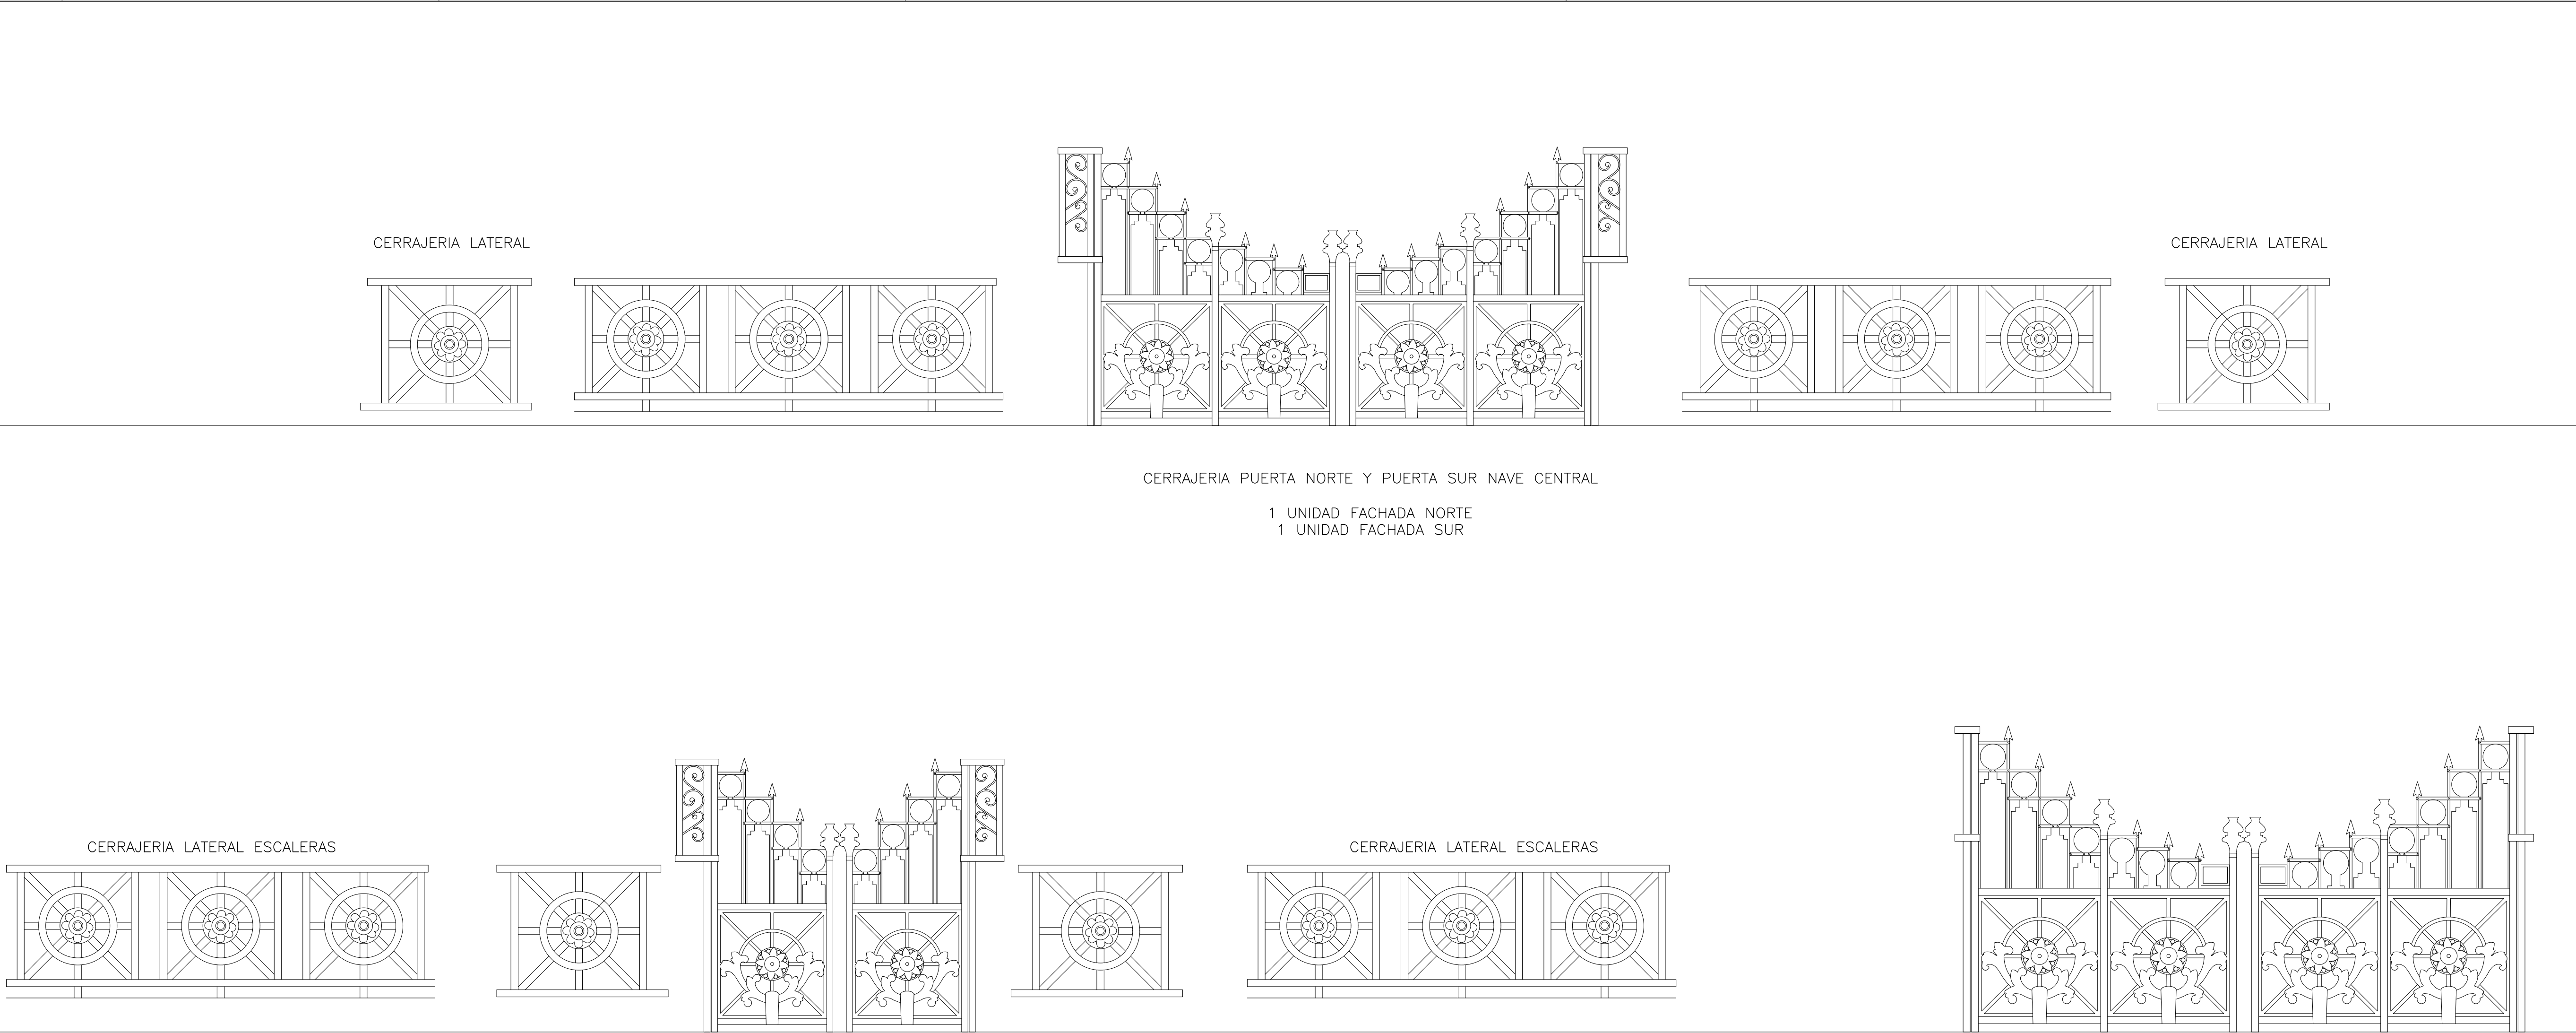 CERRAJERIA LATERAL
CERRAJERIA LATERAL
CERRAJERIA PUERTA NORTE Y PUERTA SUR NAVE CENTRAL
1 UNIDAD FACHADA NORTE
1 UNIDAD FACHADA SUR
CERRAJERIA LATERAL ESCALERAS
CERRAJERIA LATERAL ESCALERAS